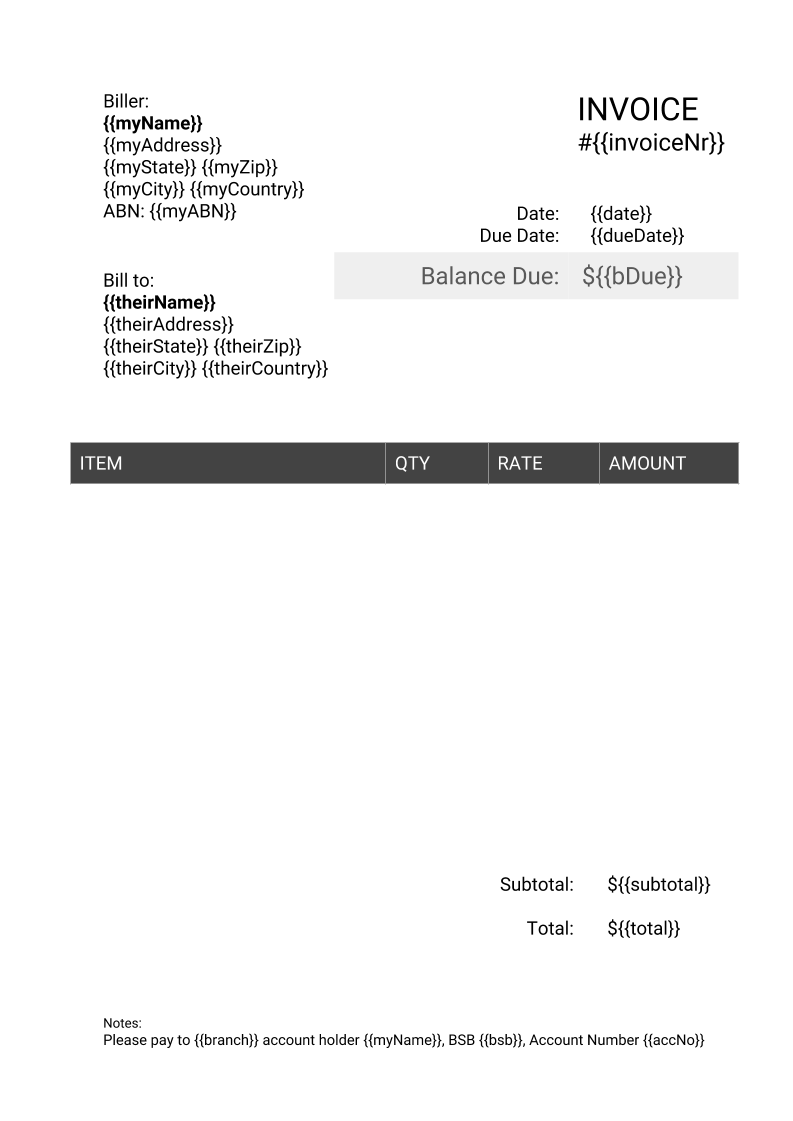 Biller:
{{myName}}
{{myAddress}}
{{myState}} {{myZip}}
{{myCity}} {{myCountry}}
ABN: {{myABN}}
INVOICE
#{{invoiceNr}}
Date: {{date}}
Due Date: {{dueDate}}
Balance Due: ${{bDue}}
Bill to:
{{theirName}}
{{theirAddress}}
{{theirState}} {{theirZip}}
{{theirCity}} {{theirCountry}}
ITEM QTY RATE AMOUNT
Subtotal: ${{subtotal}}
Total: ${{total}}
Notes:
Please pay to {{branch}} account holder {{myName}}, BSB {{bsb}}, Account Number {{accNo}}